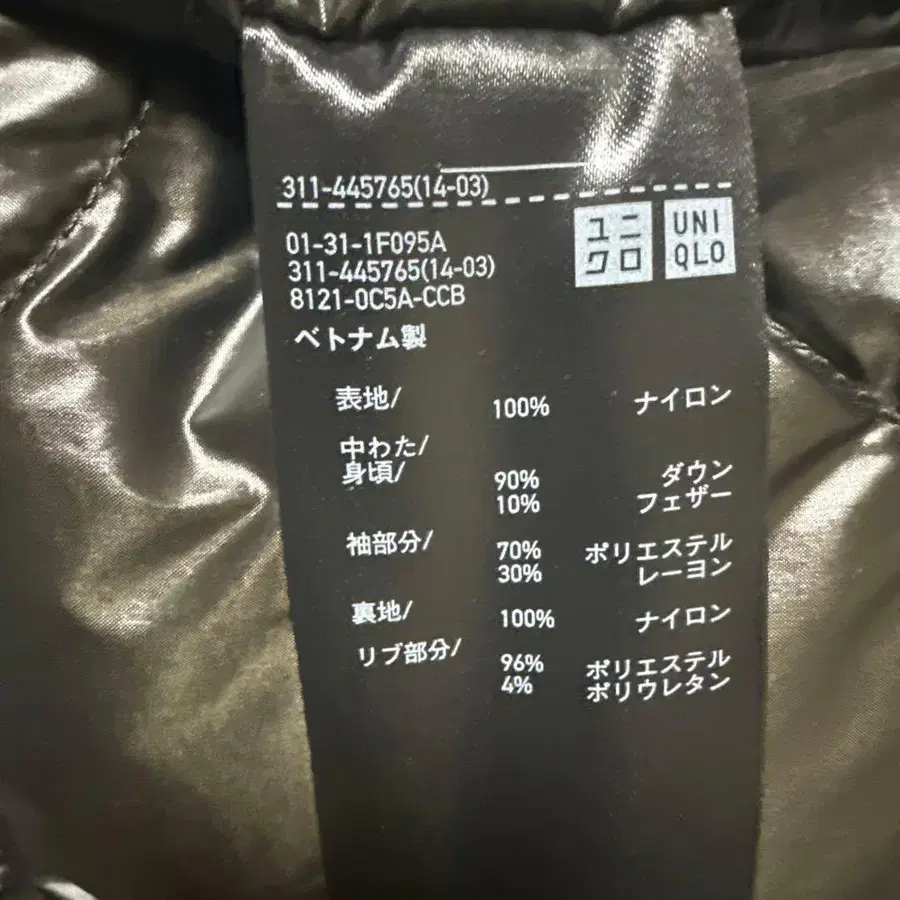 311-445765(14-03)
ユニ
クロ
UNI
QLO
01-31-1F095A
311-445765(14-03)
8121-0C5A-CCB
ベトナム製
表地/ 100% ナイロン
中わた/
身頃/ 90% ダウン
10% フェザー
袖部分/ 70% ポリエステル
30% レーヨン
裏地/ 100% ナイロン
リブ部分/ 96% ポリエステル
4% ポリウレタン